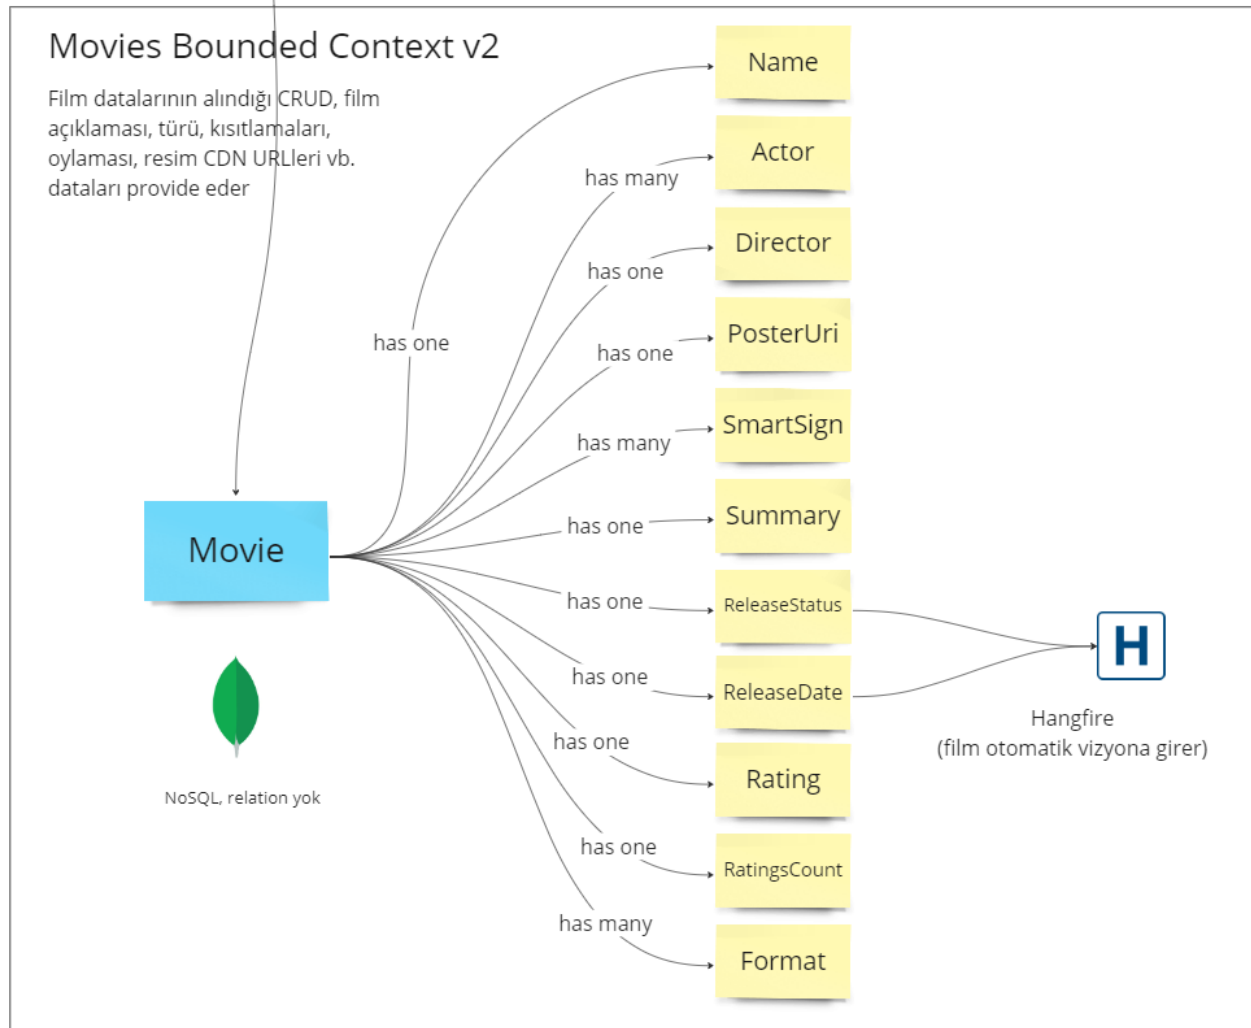 Movies Bounded Context v2
Film datalarının alındığı CRUD, film
açıklaması, türü, kısıtlamaları,
oylaması, resim CDN URLleri vb.
dataları provide eder
Name
Actor
Director
PosterUri
SmartSign
Summary
ReleaseStatus
ReleaseDate
Rating
RatingsCount
Format
has one
has many
has one
has one
has many
has one
has one
has one
has one
has one
has many
Movie
NoSQL, relation yok
H
Hangfire
(film otomatik vizyona girer)